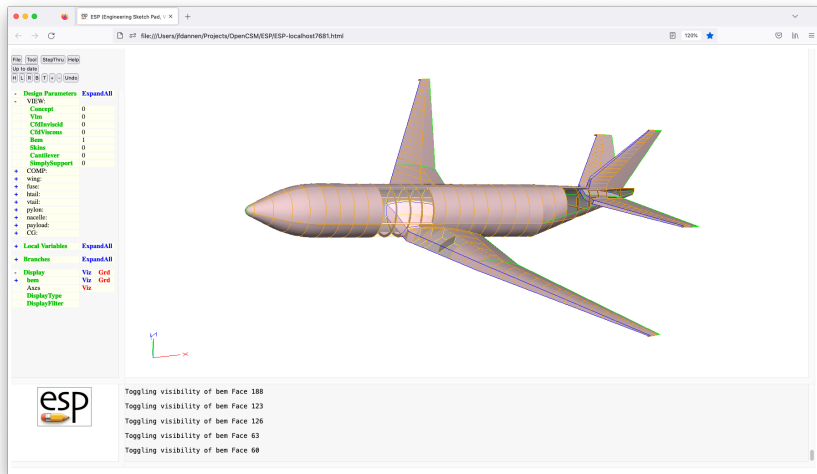 ESP (Engineering Sketch Pad, V ×
file:///Users/jfdannen/Projects/OpenCSM/ESP/ESP-localhost7681.html
120%
File Tool StepThru Help
Up to date
H L R B T + - Undo
- Design Parameters ExpandAll
- VIEW:
Concept 0
Vlm 0
CfdInviscid 0
CfdViscous 0
Bem 1
Skins 0
Cantilever 0
SimplySupport 0
+ COMP:
+ wing:
+ fuse:
+ htail:
+ vtail:
+ pylon:
+ nacelle:
+ payload:
+ CG:
+ Local Variables ExpandAll
+ Branches ExpandAll
- Display Viz Grd
+ bem Viz Grd
Axes Viz
DisplayType
DisplayFilter
x
esp
Toggling visibility of bem Face 188
Toggling visibility of bem Face 123
Toggling visibility of bem Face 126
Toggling visibility of bem Face 63
Toggling visibility of bem Face 60